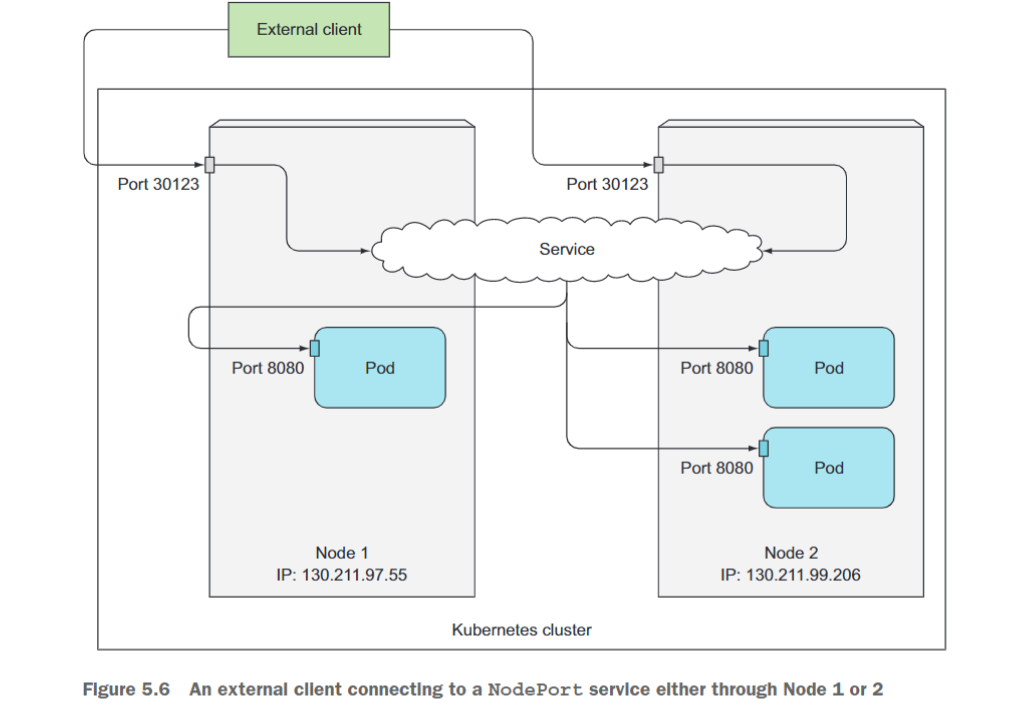 External client
Port 30123
Port 30123
Service
Port 8080
Pod
Port 8080
Pod
Port 8080
Pod
Node 1
IP: 130.211.97.55
Node 2
IP: 130.211.99.206
Kubernetes cluster
Figure 5.6 An external client connecting to a NodePort service either through Node 1 or 2